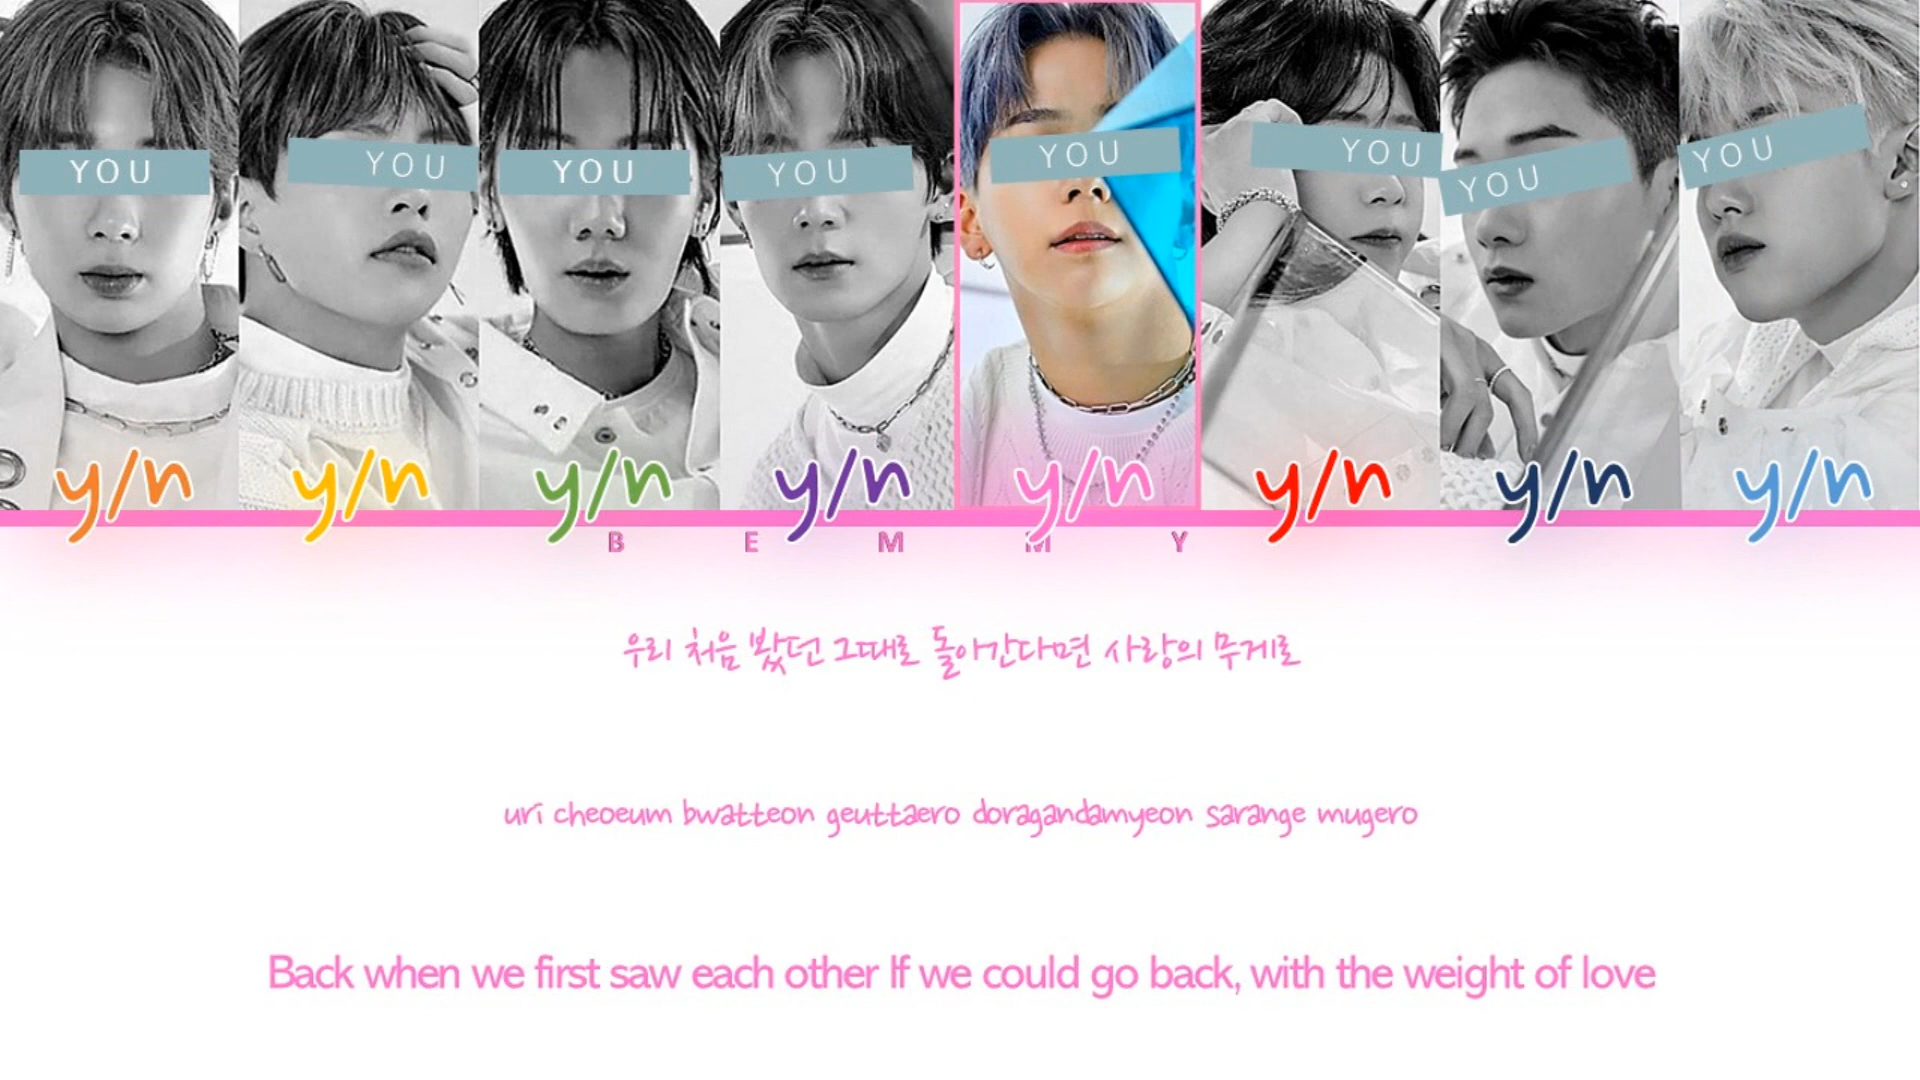 YOU YOU YOU YOU YOU YOU YOU YOU
y/n y/n y/n y/n y/n y/n y/n y/n
B E M M Y
우리 처음 봤던 그때로 돌아간다면 사랑의 무게로
uri cheoeum bwatteon geuttaero doragandamyeon sarange mugero
Back when we first saw each other If we could go back, with the weight of love